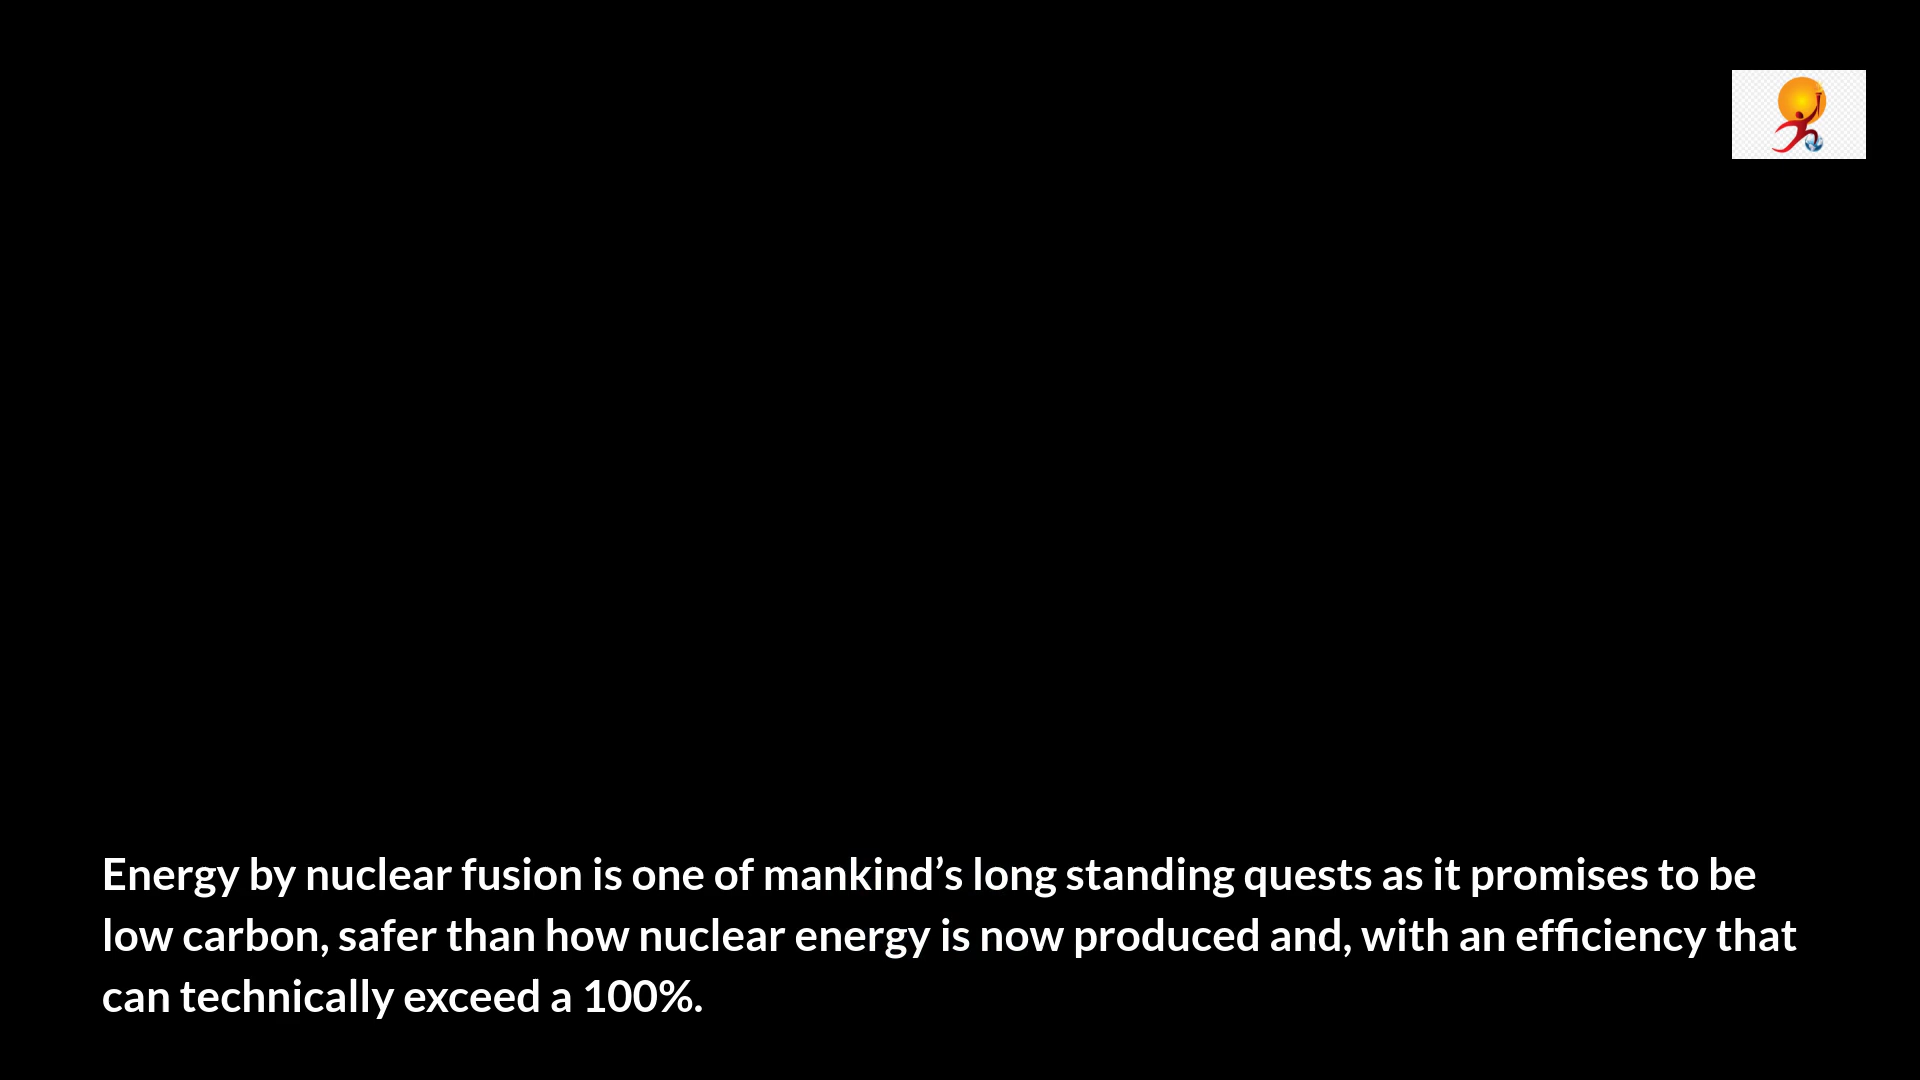 Energy by nuclear fusion is one of mankind’s long standing quests as it promises to be
low carbon, safer than how nuclear energy is now produced and, with an efficiency that
can technically exceed a 100%.